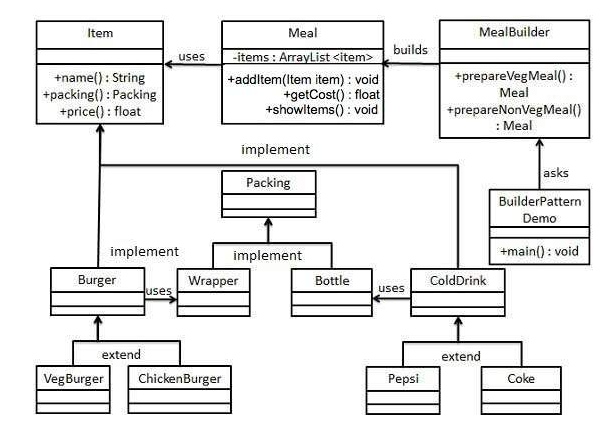 Item
+name() : String
+packing() : Packing
+price() : float
uses
Meal
-items : ArrayList <item>
+addItem(Item item) : void
+getCost() : float
+showItems() : void
builds
MealBuilder
+prepareVegMeal() :
Meal
+prepareNonVegMeal()
: Meal
asks
BuilderPattern
Demo
+main() : void
implement
Packing
implement
implement
Burger
uses
Wrapper
Bottle
uses
ColdDrink
extend
extend
VegBurger
ChickenBurger
Pepsi
Coke